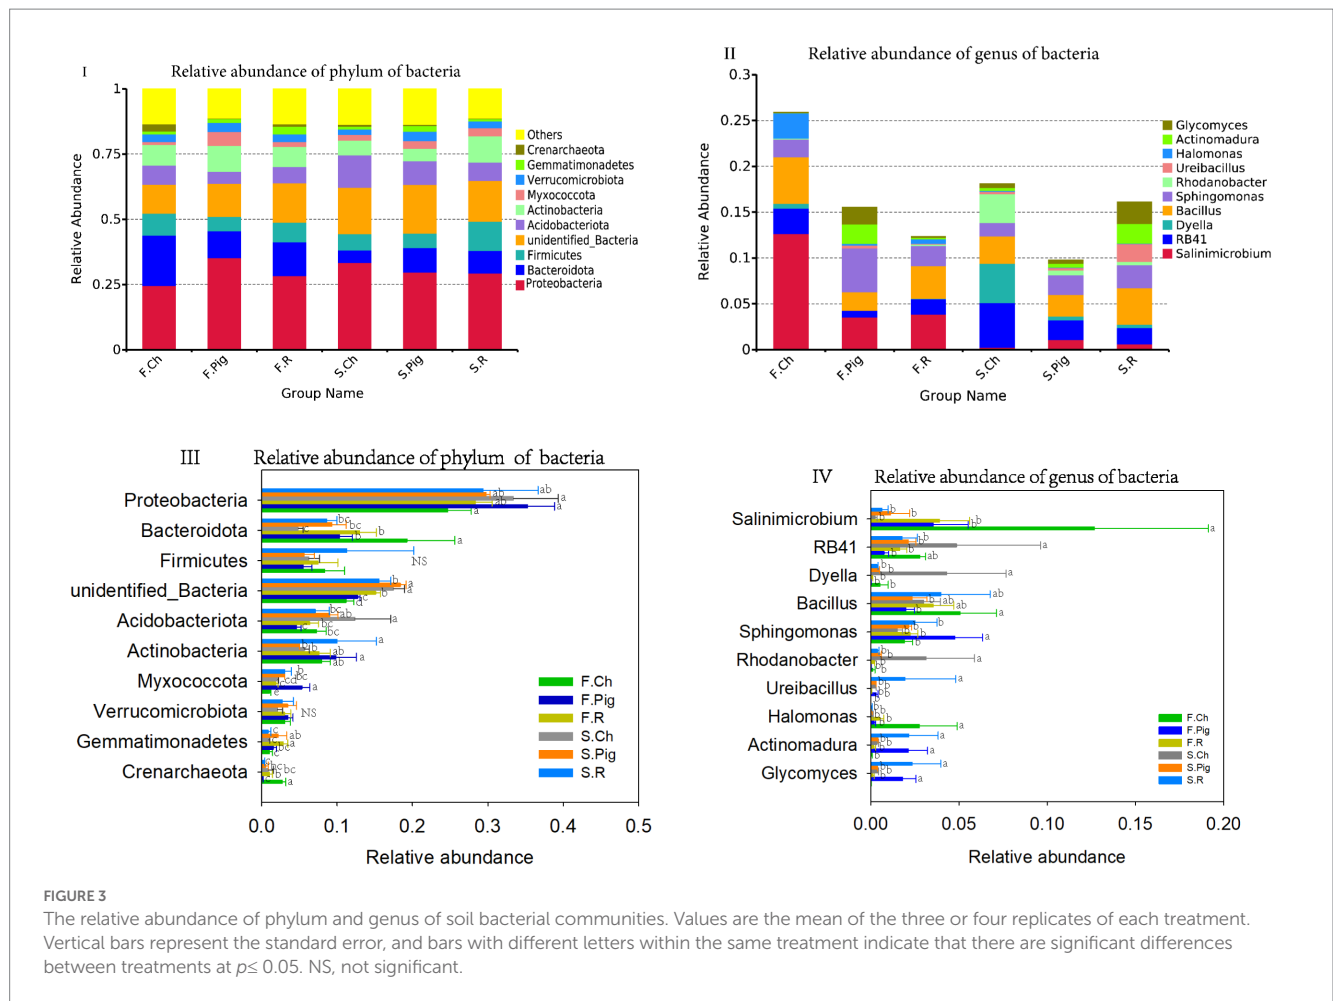 I
Relative abundance of phylum of bacteria
Relative Abundance
1
0.75
0.5
0.25
0
F.Ch
F.Pig
F.R
S.Ch
S.Pig
S.R
Group Name
Others
Crenarchaeota
Gemmatimonadetes
Verrucomicrobiota
Myxococcota
Actinobacteria
Acidobacteriota
unidentified_Bacteria
Firmicutes
Bacteroidota
Proteobacteria
II
Relative abundance of genus of bacteria
Relative Abundance
0.3
0.25
0.2
0.15
0.1
0.05
0
F.Ch
F.Pig
F.R
S.Ch
S.Pig
S.R
Group Name
Glycomyces
Actinomadura
Halomonas
Ureibacillus
Rhodanobacter
Sphingomonas
Bacillus
Dyella
RB41
Salinimicrobium
III
Relative abundance of phylum of bacteria
Proteobacteria
Bacteroidota
Firmicutes
NS
unidentified_Bacteria
Acidobacteriota
Actinobacteria
Myxococcota
Verrucomicrobiota
NS
Gemmatimonadetes
Crenarchaeota
F.Ch
F.Pig
F.R
S.Ch
S.Pig
S.R
0.0 0.1 0.2 0.3 0.4 0.5
Relative abundance
IV
Relative abundance of genus of bacteria
Salinimicrobium
RB41
Dyella
Bacillus
Sphingomonas
Rhodanobacter
Ureibacillus
Halomonas
Actinomadura
Glycomyces
F.Ch
F.Pig
F.R
S.Ch
S.Pig
S.R
0.00 0.05 0.10 0.15 0.20
Relative abundance
FIGURE 3
The relative abundance of phylum and genus of soil bacterial communities. Values are the mean of the three or four replicates of each treatment.
Vertical bars represent the standard error, and bars with different letters within the same treatment indicate that there are significant differences
between treatments at p≤ 0.05. NS, not significant.